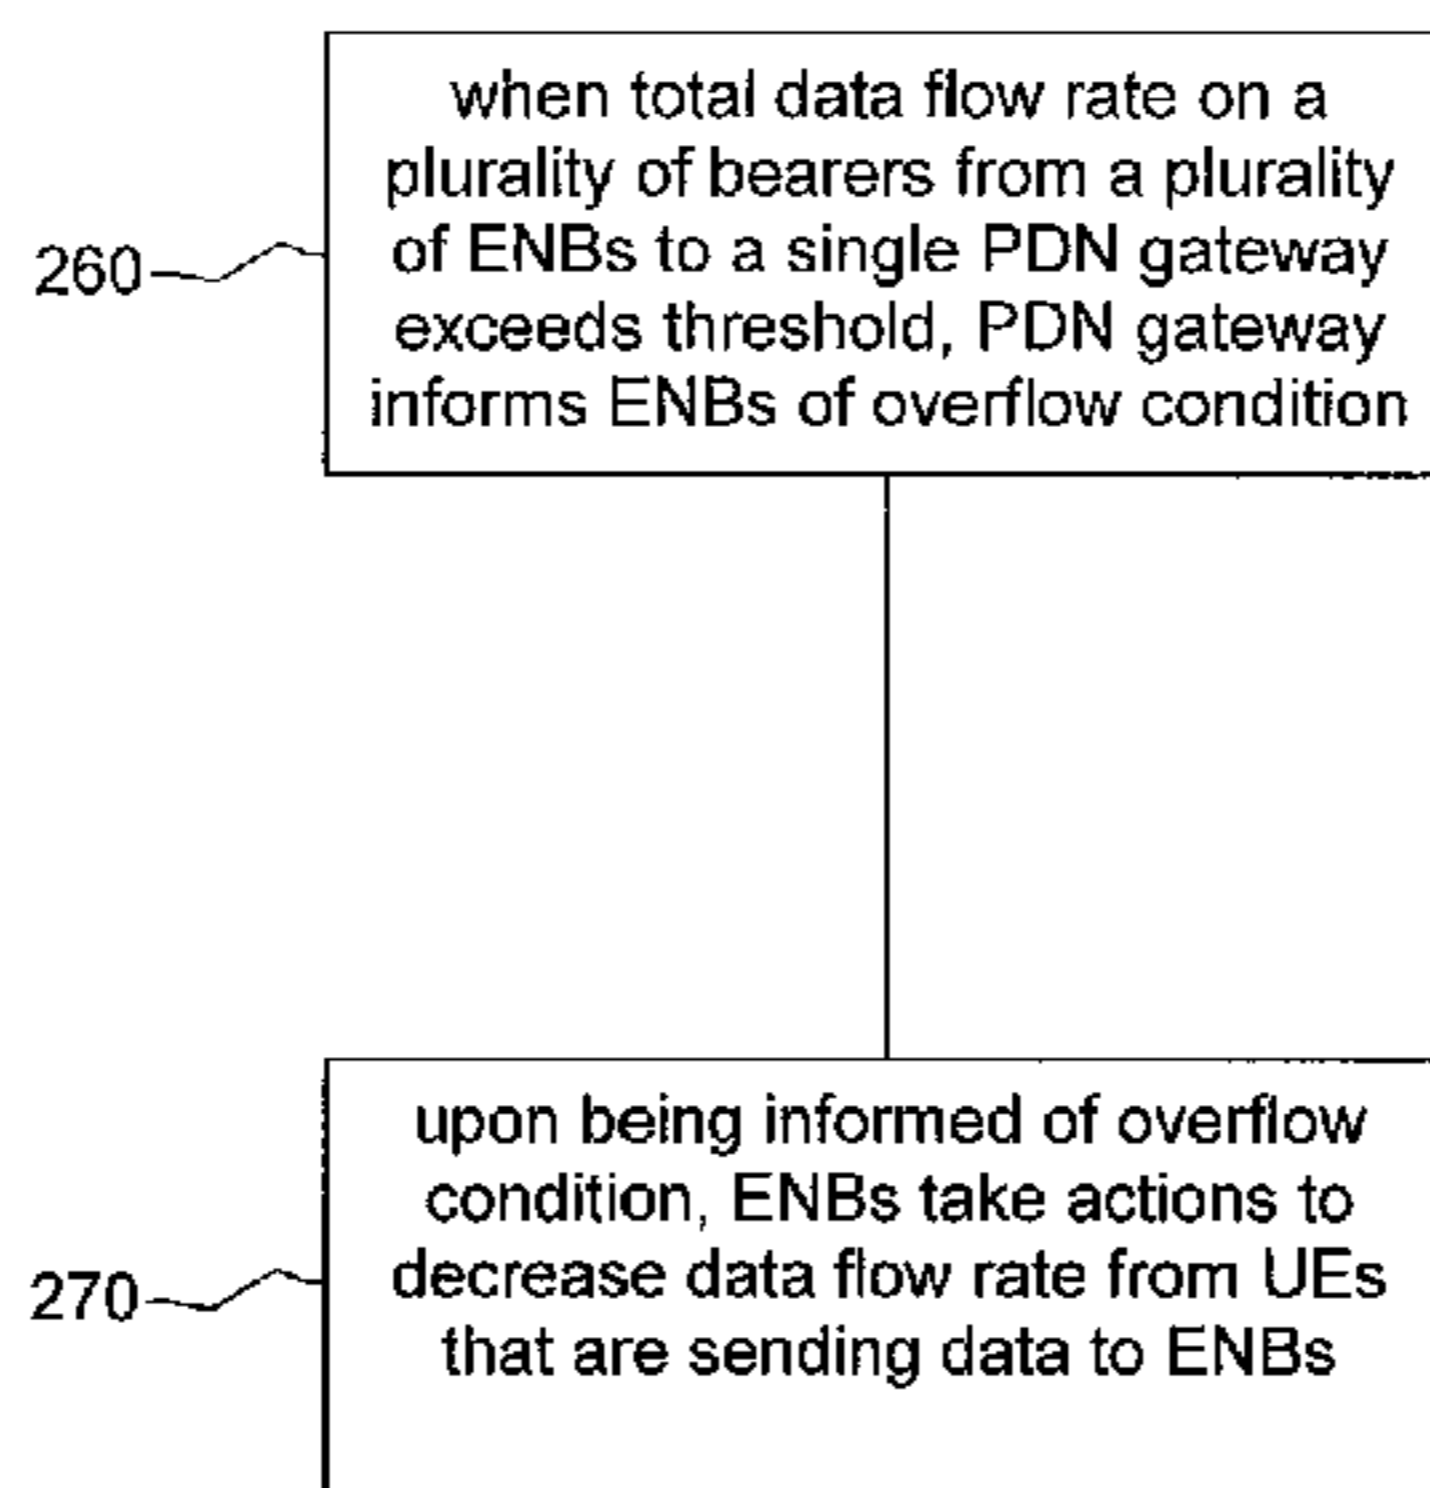 when total data flow rate on a
plurality of bearers from a plurality
of ENBs to a single PDN gateway
exceeds threshold, PDN gateway
informs ENBs of overflow condition
260
upon being informed of overflow
condition, ENBs take actions to
decrease data flow rate from UEs
that are sending data to ENBs
270